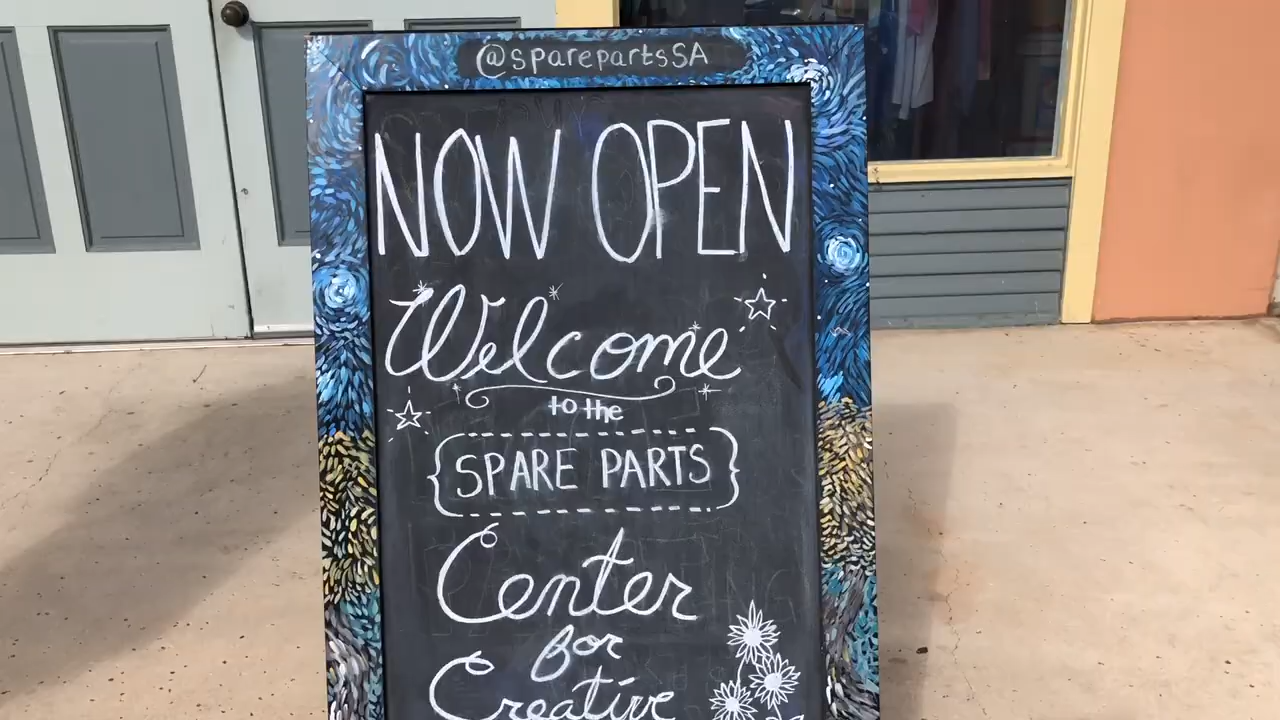 @sparepartsSA
NOW OPEN
Welcome
to the
SPARE PARTS
Center
for
Creative